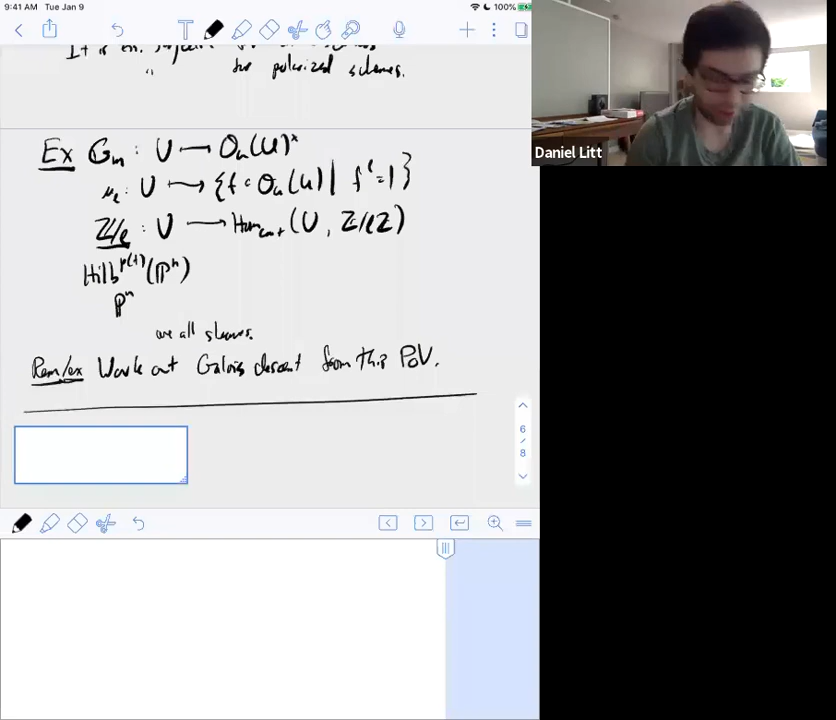 9:41 AM Tue Jan 9
100%
for polarized schemes.
Ex G_m : U → O_u(U)^x
μ_ℓ : U ↦ {f ∈ O_u(U) | f^ℓ = 1}
Z/ℓ : U → Hom_cont (U, Z/ℓZ)
Hilb^p(t) (P^n)
P^n
are all sheaves.
Rem/ex Work out Galois descent from this PoV.
6
/
8
Daniel Litt